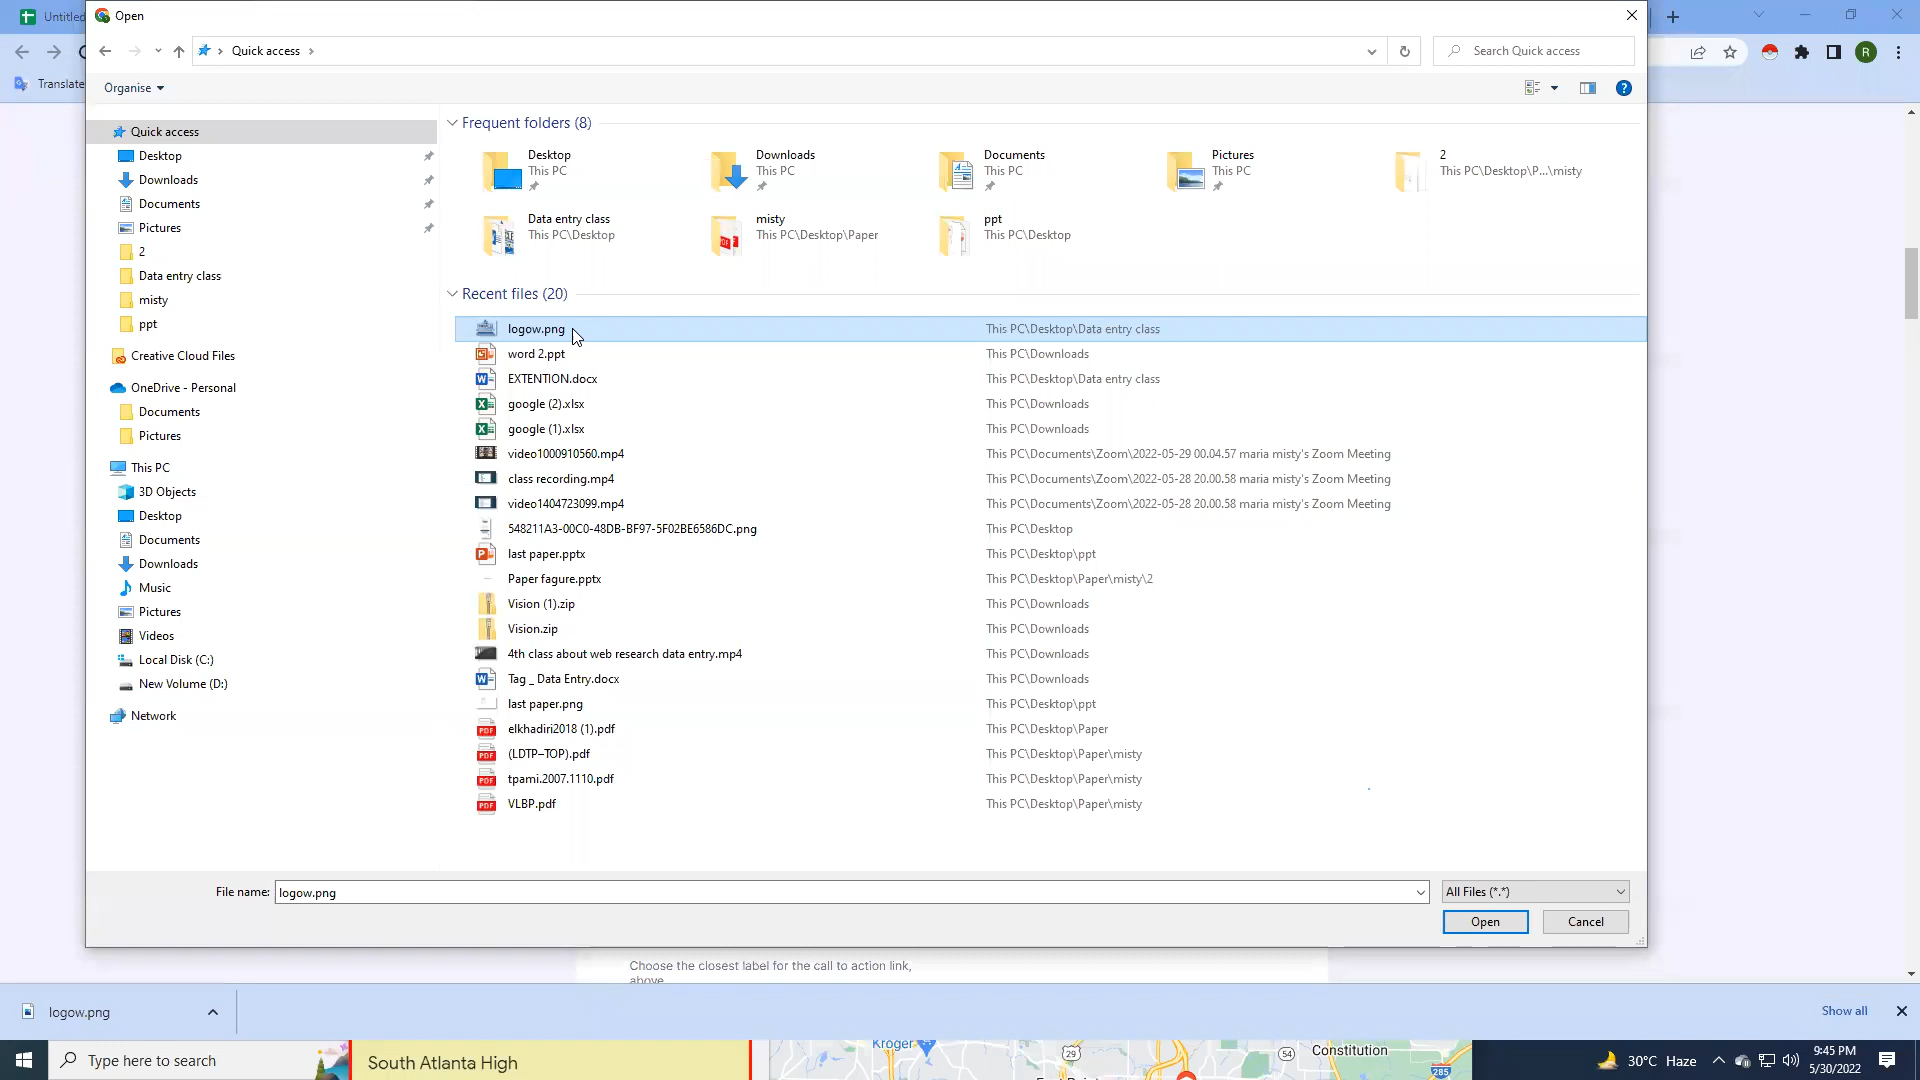 Untitled
Open
Quick access
Search Quick access
Translate
Organise
Quick access
Desktop
Downloads
Documents
Pictures
2
Data entry class
misty
ppt
Creative Cloud Files
OneDrive - Personal
Documents
Pictures
This PC
3D Objects
Desktop
Documents
Downloads
Music
Pictures
Videos
Local Disk (C:)
New Volume (D:)
Network
Frequent folders (8)
Desktop
This PC
Downloads
This PC
Documents
This PC
Pictures
This PC
2
This PC\Desktop\P...\misty
Data entry class
This PC\Desktop
misty
This PC\Desktop\Paper
ppt
This PC\Desktop
Recent files (20)
logow.png This PC\Desktop\Data entry class
word 2.ppt This PC\Downloads
EXTENTION.docx This PC\Desktop\Data entry class
google (2).xlsx This PC\Downloads
google (1).xlsx This PC\Downloads
video1000910560.mp4 This PC\Documents\Zoom\2022-05-29 00.04.57 maria misty's Zoom Meeting
class recording.mp4 This PC\Documents\Zoom\2022-05-28 20.00.58 maria misty's Zoom Meeting
video1404723099.mp4 This PC\Documents\Zoom\2022-05-28 20.00.58 maria misty's Zoom Meeting
548211A3-00C0-48DB-BF97-5F02BE6586DC.png This PC\Desktop
last paper.pptx This PC\Desktop\ppt
Paper fagure.pptx This PC\Desktop\Paper\misty\2
Vision (1).zip This PC\Downloads
Vision.zip This PC\Downloads
4th class about web research data entry.mp4 This PC\Downloads
Tag _ Data Entry.docx This PC\Downloads
last paper.png This PC\Desktop\ppt
elkhadiri2018 (1).pdf This PC\Desktop\Paper
(LDTP–TOP).pdf This PC\Desktop\Paper\misty
tpami.2007.1110.pdf This PC\Desktop\Paper\misty
VLBP.pdf This PC\Desktop\Paper\misty
File name: logow.png All Files (*.*)
Open Cancel
R
Choose the closest label for the call to action link,
above
logow.png
Show all
Type here to search
South Atlanta High
Kroger
29
54
Constitution
285
30°C Haze
9:45 PM
5/30/2022